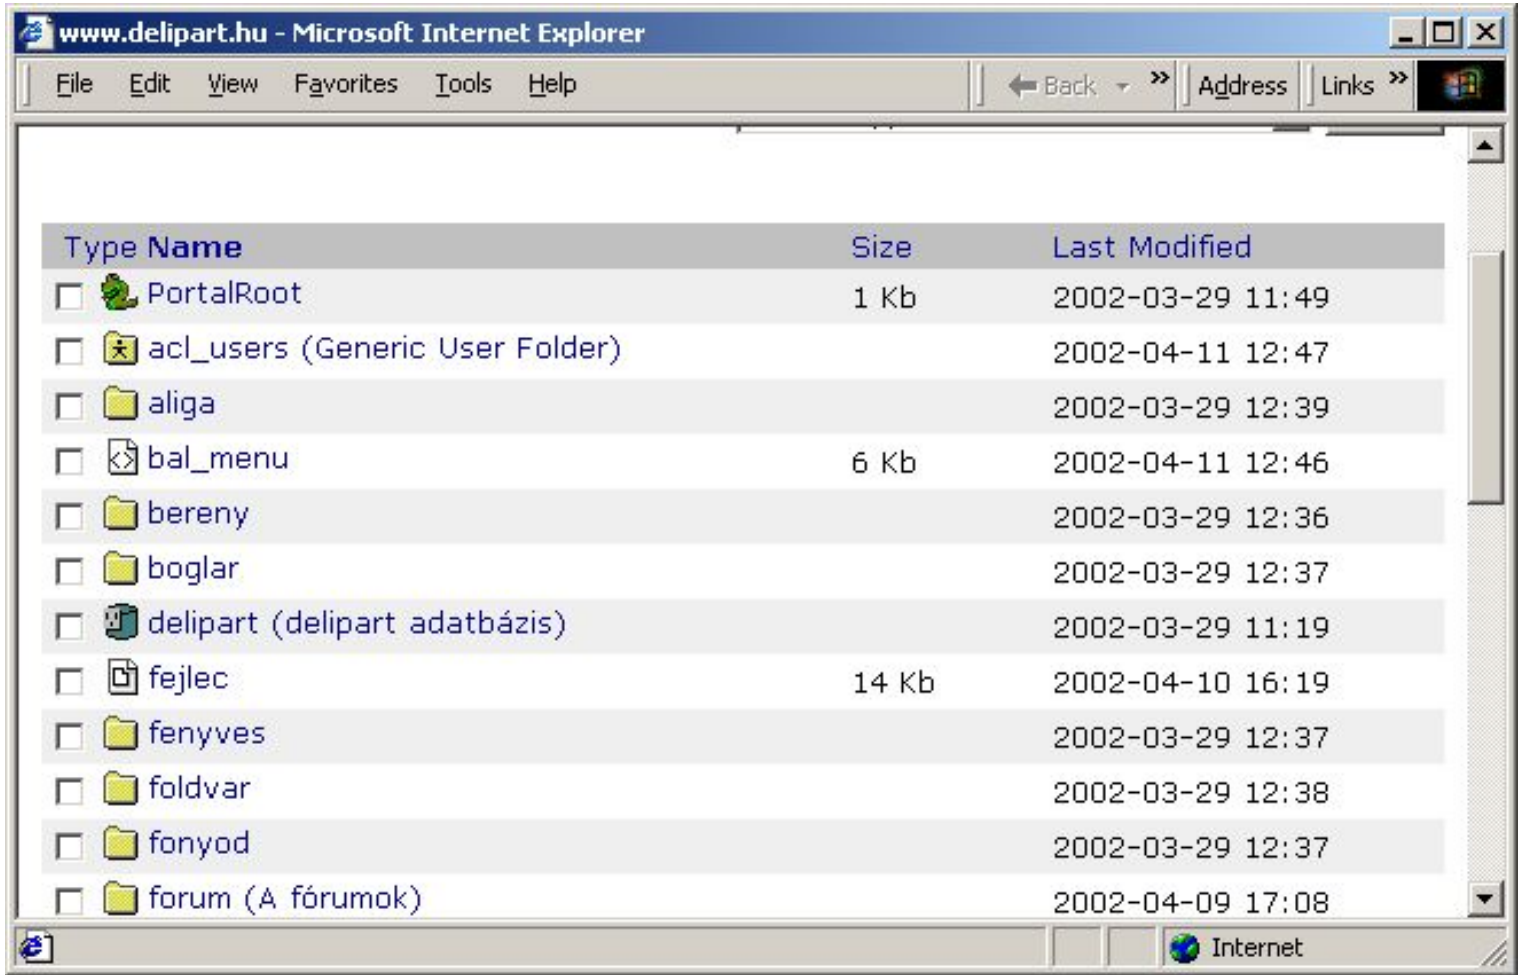 www.delipart.hu - Microsoft Internet Explorer
File Edit View Favorites Tools Help Back Address Links
Type Name Size Last Modified
PortalRoot 1 Kb 2002-03-29 11:49
acl_users (Generic User Folder) 2002-04-11 12:47
aliga 2002-03-29 12:39
bal_menu 6 Kb 2002-04-11 12:46
bereny 2002-03-29 12:36
boglar 2002-03-29 12:37
delipart (delipart adatbázis) 2002-03-29 11:19
fejlec 14 Kb 2002-04-10 16:19
fenyves 2002-03-29 12:37
foldvar 2002-03-29 12:38
fonyod 2002-03-29 12:37
forum (A fórumok) 2002-04-09 17:08
Internet